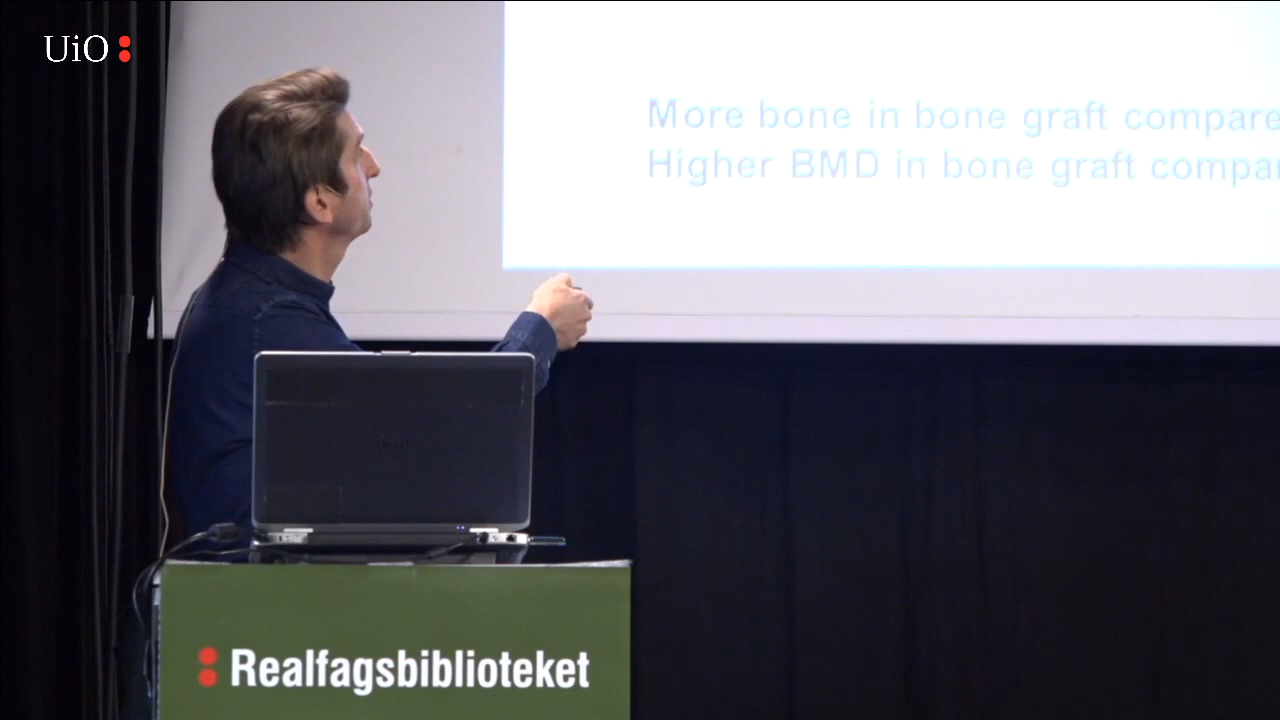 UiO
More bone in bone graft compare
Higher BMD in bone graft compar
Realfagsbiblioteket